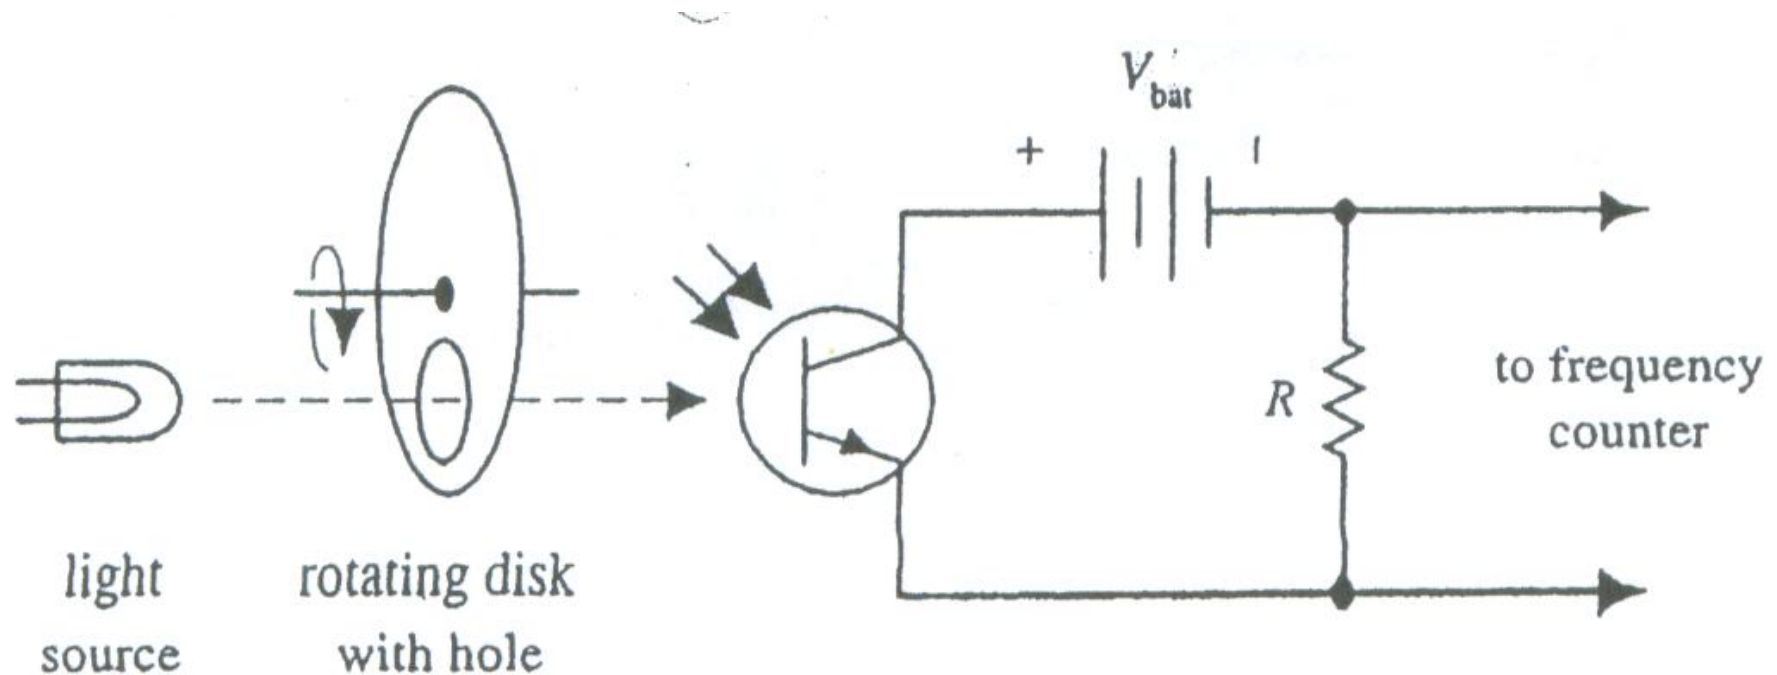 V_bat
+ -
R
to frequency
counter
light
source
rotating disk
with hole